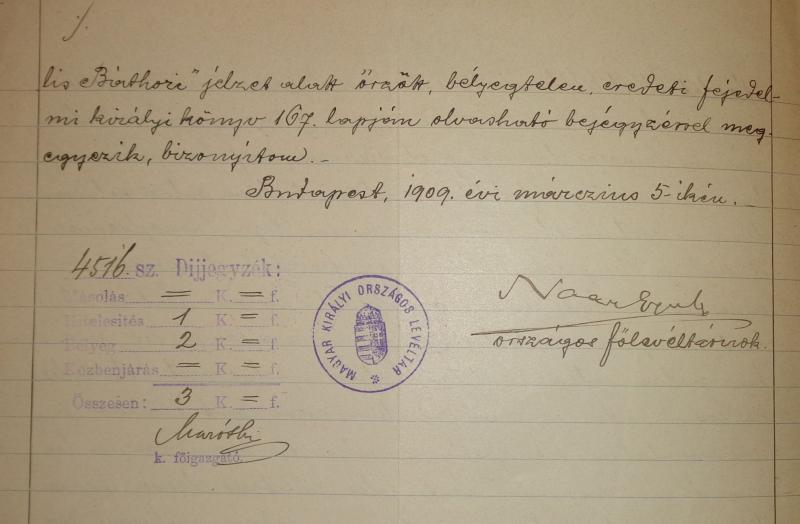 lis Báthori" jelzet alatt őrzött, bélyegtelen, eredeti fejedel-
mi királyi könyv 167. lapján olvasható bejégyzéssel meg-
egyezik, bizonyítom. –
Budapest, 1909. évi márczius 5-ikén. –
4516. sz. Díjjegyzék:
Másolás = K. = f.
Hitelesítés 1 K. = f.
Bélyeg 2 K. = f.
Közbenjárás = K. = f.
Összesen: 3 K. = f.
k. főigazgató.
MAGYAR KIRÁLYI ORSZÁGOS LEVÉLTÁR
országos fölevéltárnok.